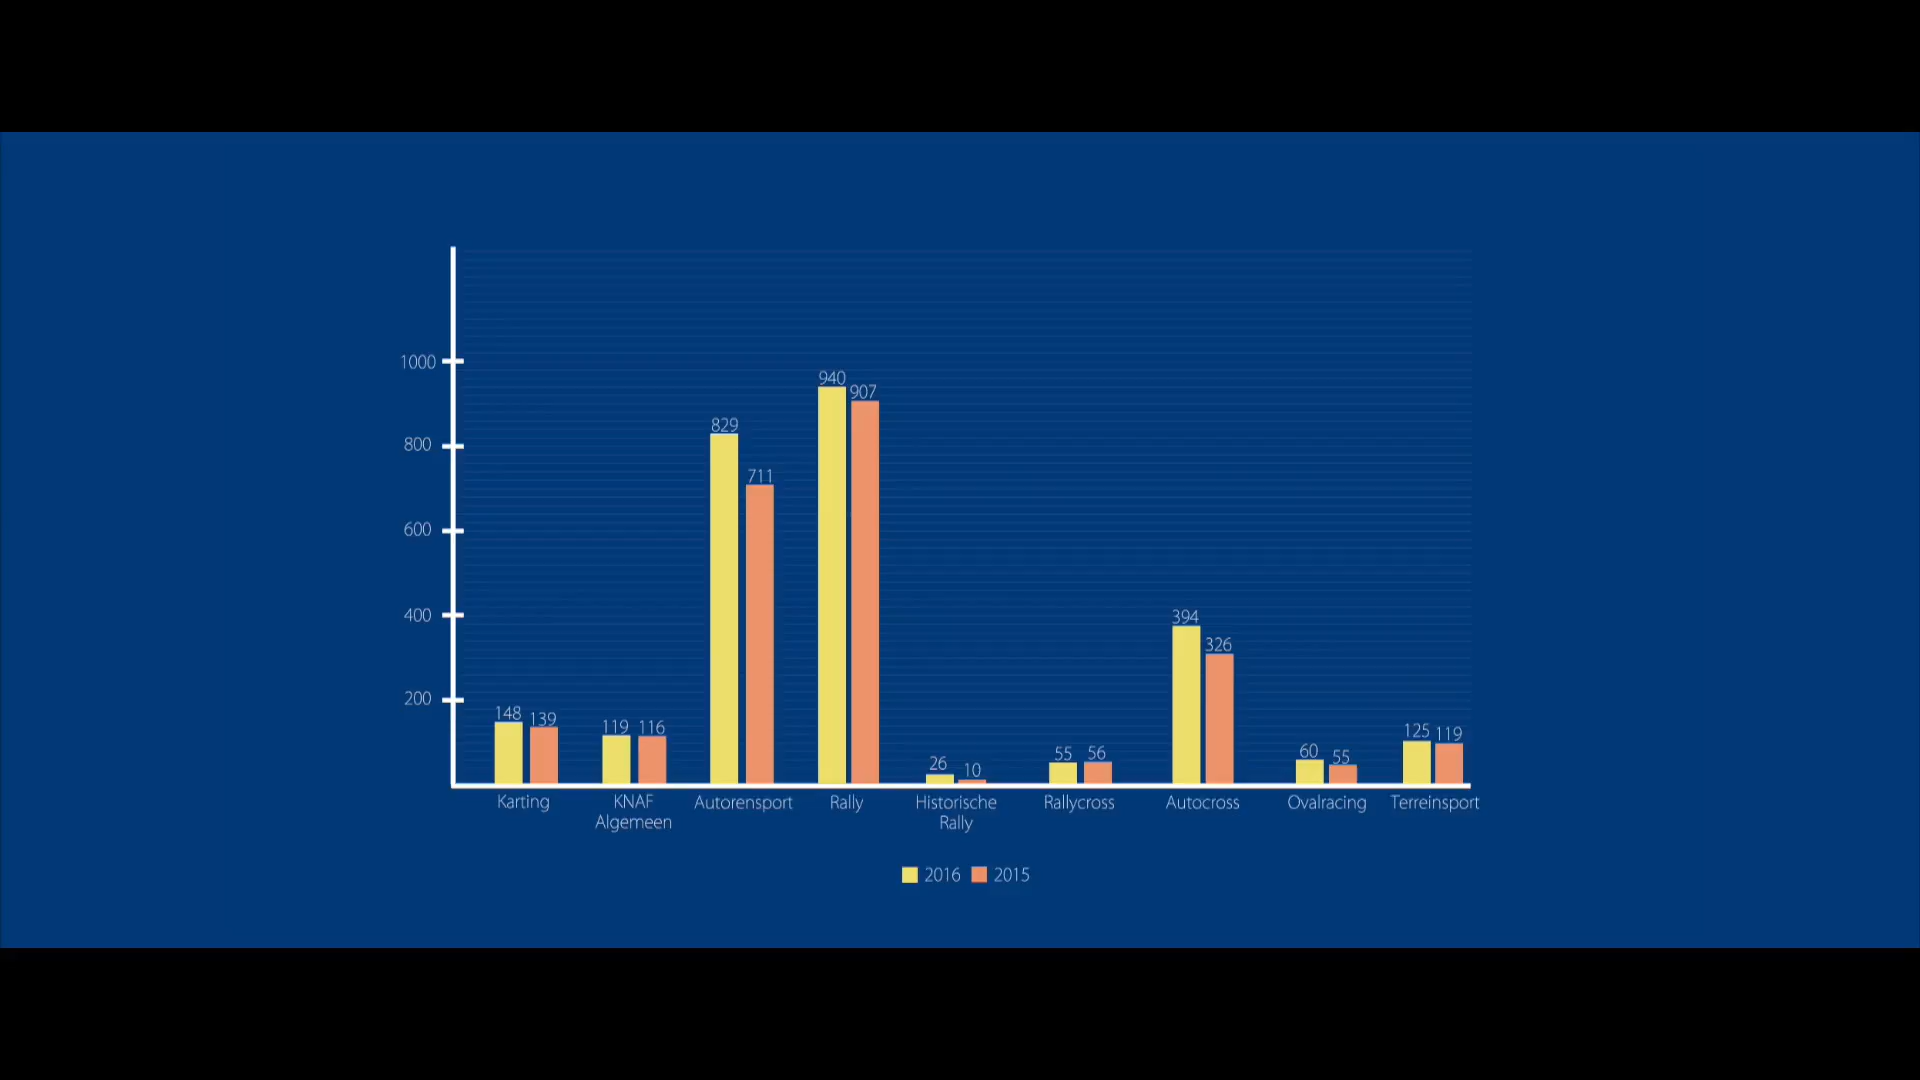 1000
800
600
400
200
148 139
119 116
829
711
940
907
26 10
55 56
394
326
60 55
125 119
Karting
KNAF
Algemeen
Autorensport
Rally
Historische
Rally
Rallycross
Autocross
Ovalracing
Terreinsport
2016 2015